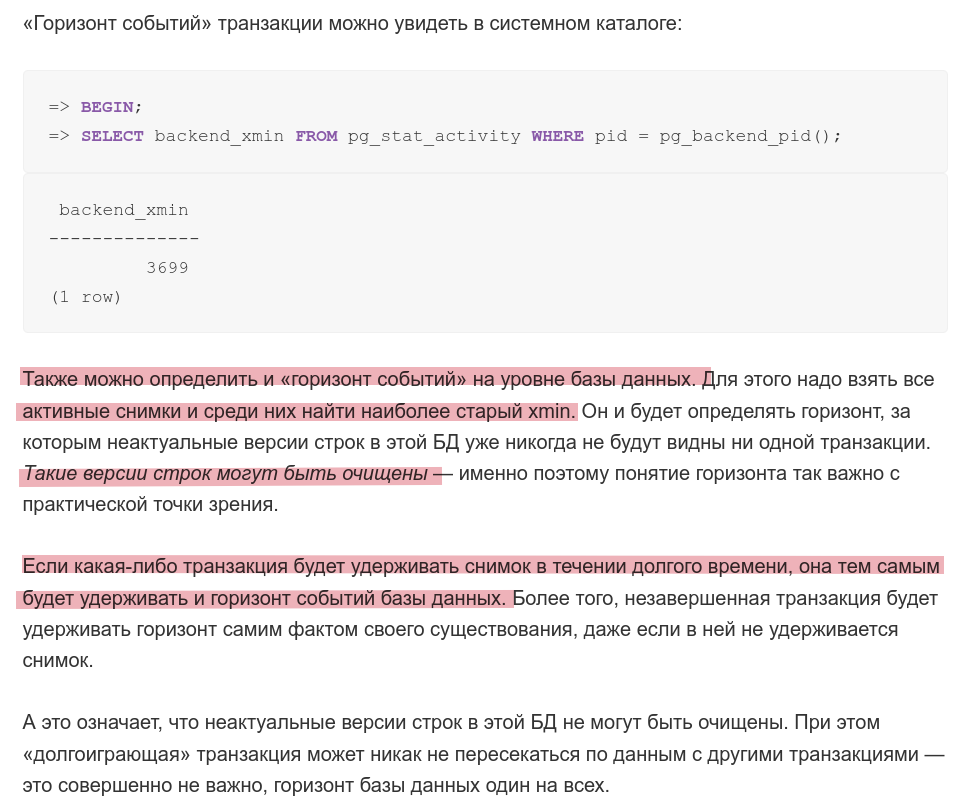 «Горизонт событий» транзакции можно увидеть в системном каталоге:
=> BEGIN;
=> SELECT backend_xmin FROM pg_stat_activity WHERE pid = pg_backend_pid();
backend_xmin
--------------
3699
(1 row)
Также можно определить и «горизонт событий» на уровне базы данных. Для этого надо взять все
активные снимки и среди них найти наиболее старый xmin. Он и будет определять горизонт, за
которым неактуальные версии строк в этой БД уже никогда не будут видны ни одной транзакции.
Такие версии строк могут быть очищены — именно поэтому понятие горизонта так важно с
практической точки зрения.
Если какая-либо транзакция будет удерживать снимок в течении долгого времени, она тем самым
будет удерживать и горизонт событий базы данных. Более того, незавершенная транзакция будет
удерживать горизонт самим фактом своего существования, даже если в ней не удерживается
снимок.
А это означает, что неактуальные версии строк в этой БД не могут быть очищены. При этом
«долгоиграющая» транзакция может никак не пересекаться по данным с другими транзакциями —
это совершенно не важно, горизонт базы данных один на всех.